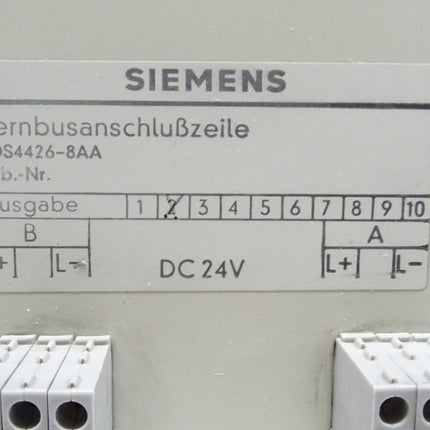 SIEMENS
ernbusanschlußzeile
DS4426-8AA
b.-Nr.
usgabe 1 2 3 4 5 6 7 8 9 10
B A
+ L- DC 24V L+ L-